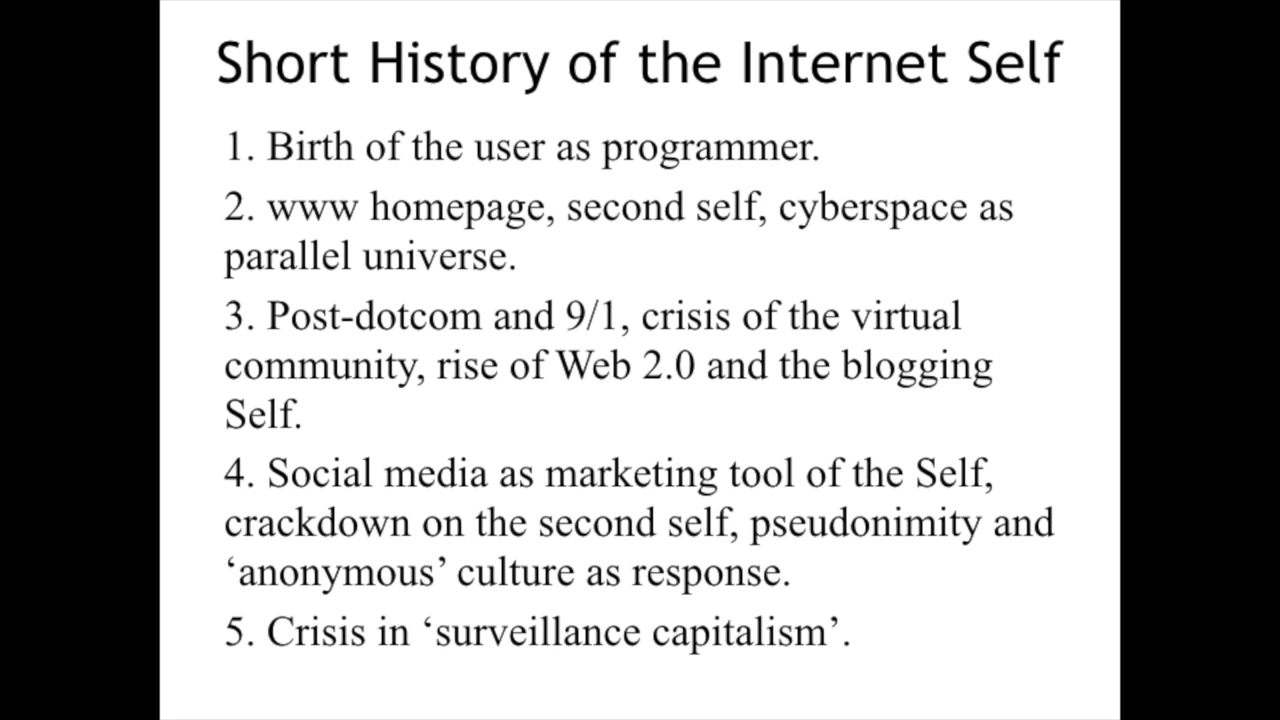 Short History of the Internet Self
1. Birth of the user as programmer.
2. www homepage, second self, cyberspace as
parallel universe.
3. Post-dotcom and 9/1, crisis of the virtual
community, rise of Web 2.0 and the blogging
Self.
4. Social media as marketing tool of the Self,
crackdown on the second self, pseudonimity and
‘anonymous’ culture as response.
5. Crisis in ‘surveillance capitalism’.